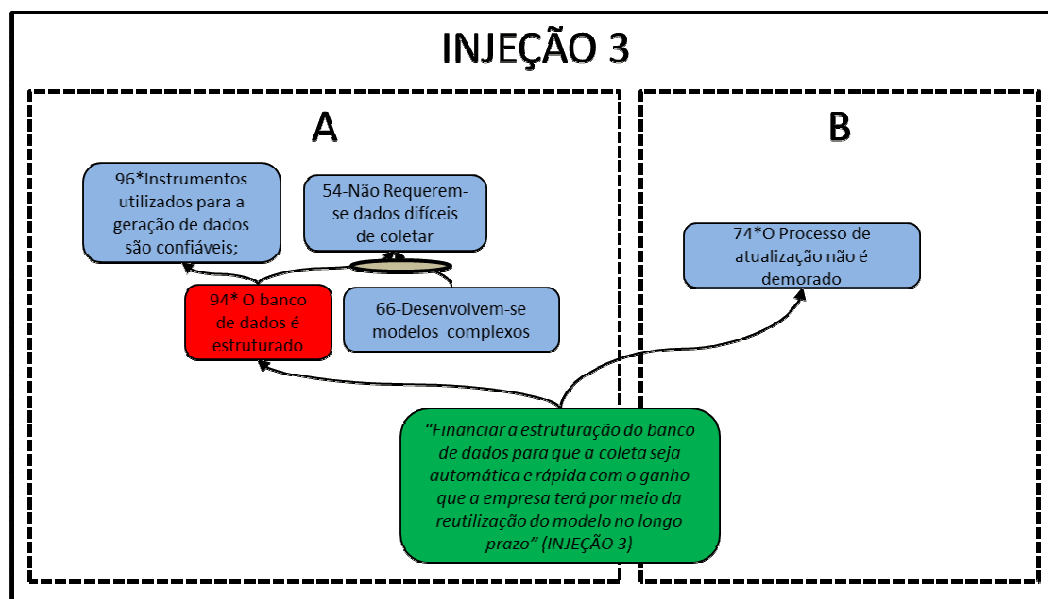 INJEÇÃO 3
A
96*Instrumentos
utilizados para a
geração de dados
são confiáveis;
54-Não Requerem-
se dados difíceis
de coletar
94* O banco
de dados é
estruturado
66-Desenvolvem-se
modelos complexos
B
74*O Processo de
atualização não é
demorado
"Financiar a estruturação do banco
de dados para que a coleta seja
automática e rápida com o ganho
que a empresa terá por meio da
reutilização do modelo no longo
prazo" (INJEÇÃO 3)